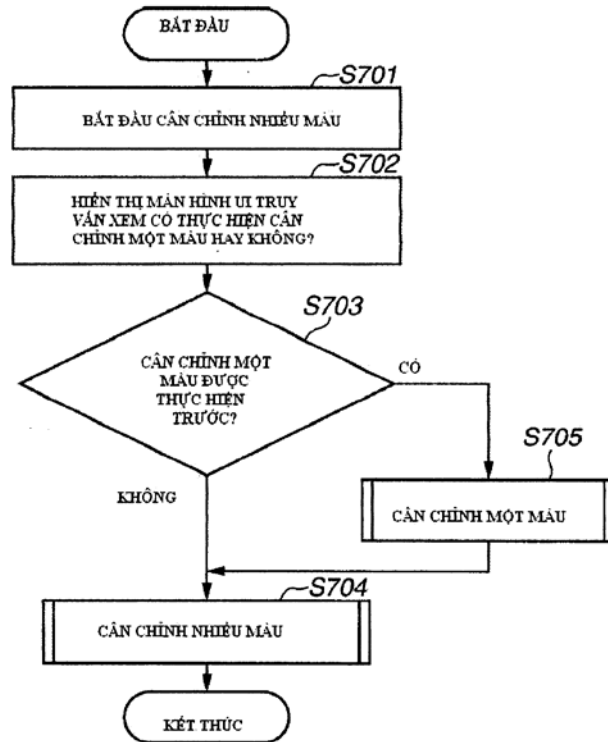 BẮT ĐẦU
S701
BẮT ĐẦU CÂN CHỈNH NHIỀU MÀU
S702
HIỂN THỊ MÀN HÌNH UI TRUY
VẤN XEM CÓ THỰC HIỆN CÂN
CHỈNH MỘT MÀU HAY KHÔNG?
S703
CÂN CHỈNH MỘT
MÀU ĐƯỢC
THỰC HIỆN
TRƯỚC?
CÓ
S705
KHÔNG
CÂN CHỈNH MỘT MÀU
S704
CÂN CHỈNH NHIỀU MÀU
KẾT THÚC